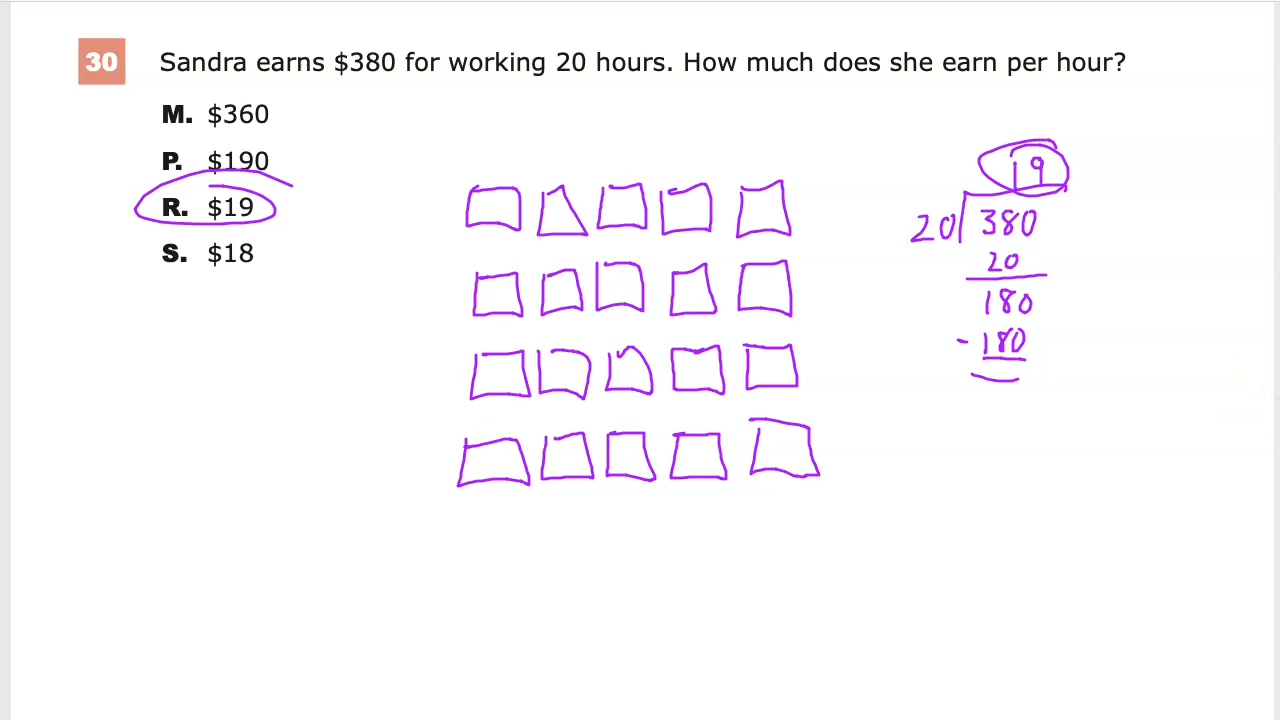 30 Sandra earns $380 for working 20 hours. How much does she earn per hour?
M. $360
P. $190
R. $19
S. $18
19
20 380
20
180
- 180